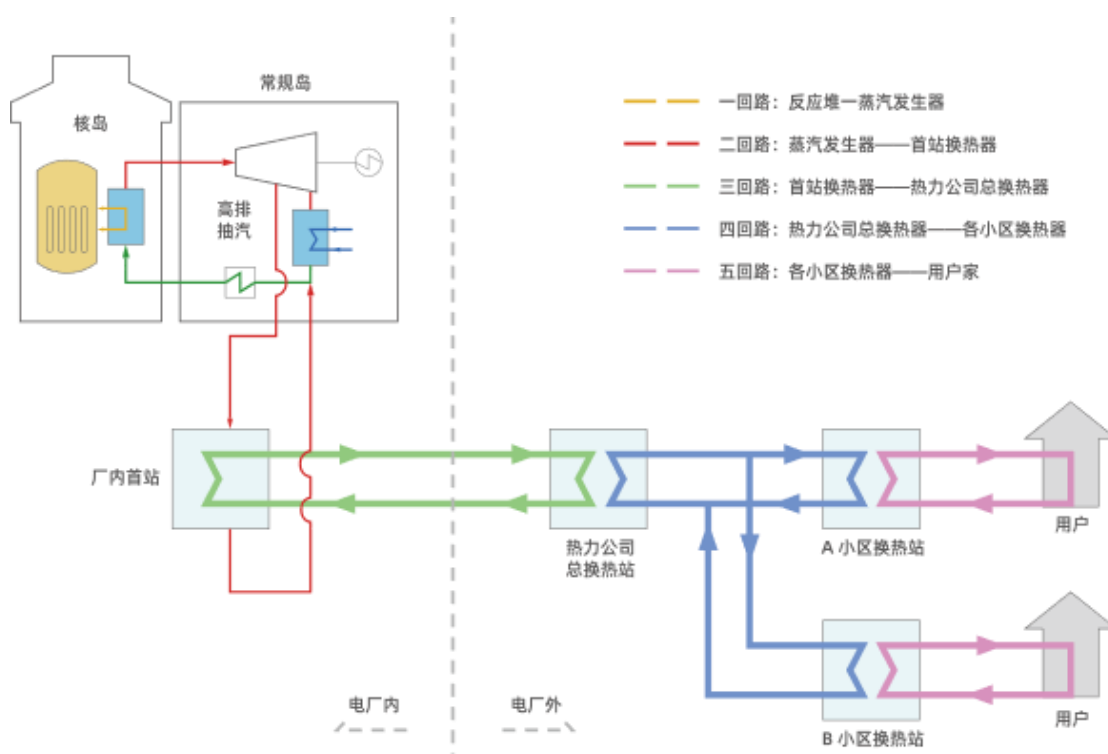 常规岛
核岛
高排
抽汽
一回路：反应堆一蒸汽发生器
二回路：蒸汽发生器——首站换热器
三回路：首站换热器——热力公司总换热器
四回路：热力公司总换热器——各小区换热器
五回路：各小区换热器——用户家
厂内首站
热力公司
总换热站
A 小区换热站
用户
B 小区换热站
用户
电厂内
电厂外